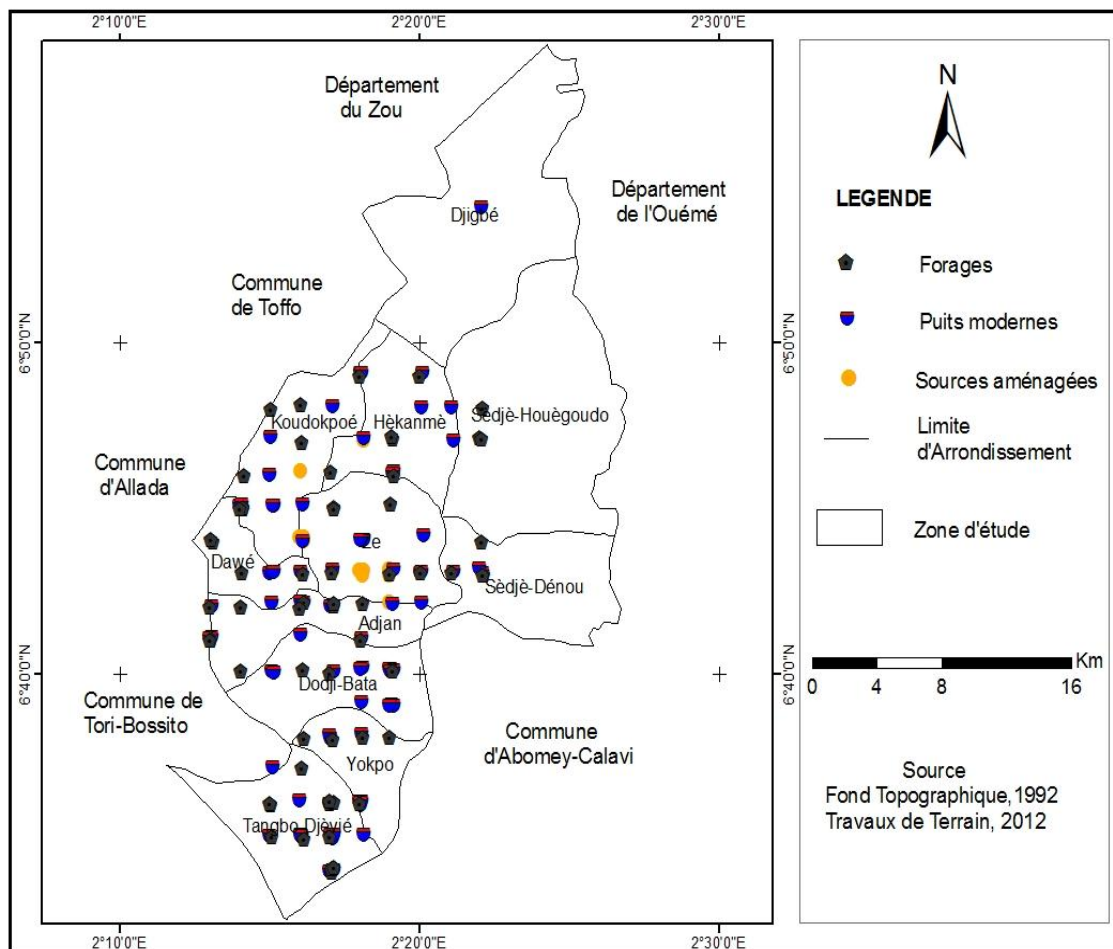 2°10'0"E
2°20'0"E
2°30'0"E
Département
du Zou
Département
de l'Ouémé
Djigbé
Commune
de Toffo
6°50'0"N
6°50'0"N
Koudokpoé
Hèkanmè
Sèdjè-Houègoudo
Commune
d'Allada
Ze
Dawé
Sèdjè-Dénou
Adjan
6°40'0"N
6°40'0"N
Dodji-Bata
Commune de
Tori-Bossito
Commune
d'Abomey-Calavi
Yokpo
Tangbo Djèvié
2°10'0"E
2°20'0"E
2°30'0"E
N
LEGENDE
Forages
Puits modernes
Sources aménagées
Limite
d'Arrondissement
Zone d'étude
Km
0 4 8 16
Source
Fond Topographique, 1992
Travaux de Terrain, 2012